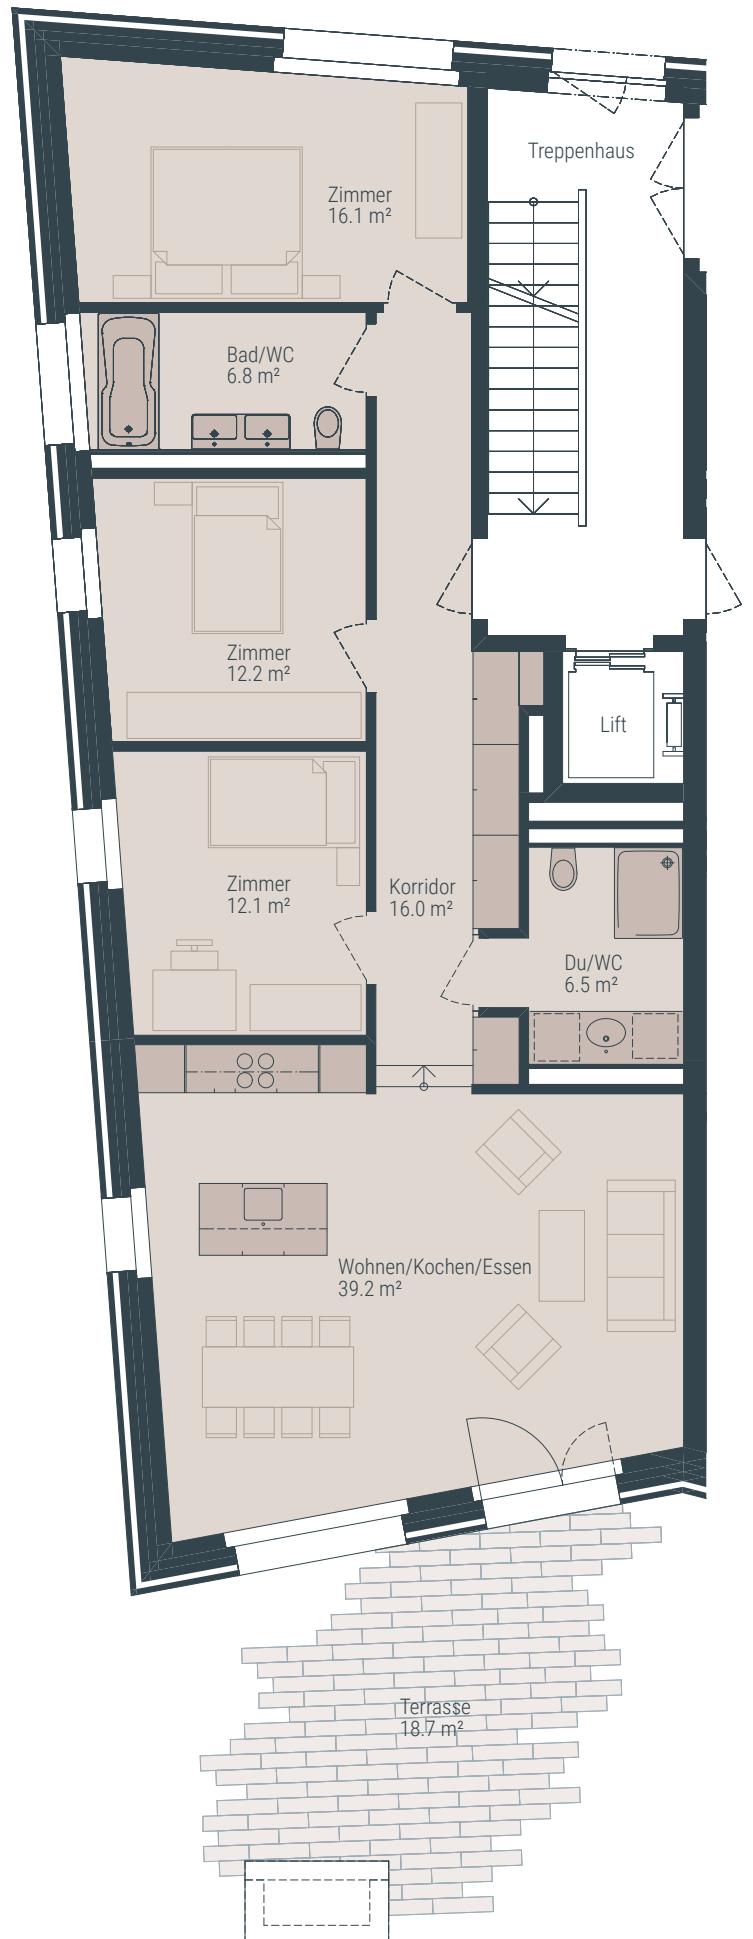 Treppenhaus
Zimmer
16.1 m²
Bad/WC
6.8 m²
Zimmer
12.2 m²
Lift
Zimmer
12.1 m²
Korridor
16.0 m²
Du/WC
6.5 m²
Wohnen/Kochen/Essen
39.2 m²
Terrasse
18.7 m²